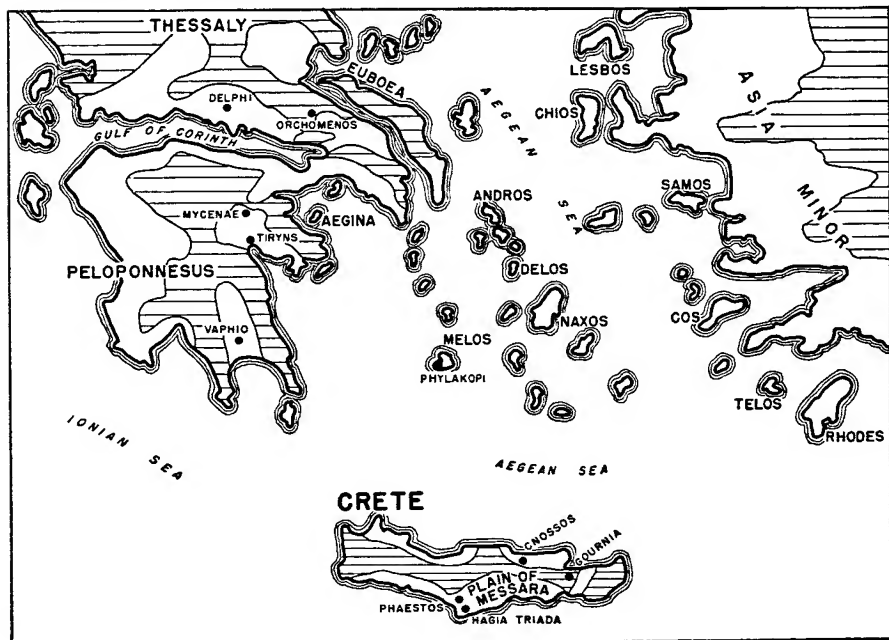 THESSALY
EUBOEA
LESBOS
ASIA
MINOR
DELPHI
ORCHOMENOS
AEGEAN
SEA
CHIOS
GULF OF CORINTH
ANDROS
SAMOS
MYCENAE
AEGINA
TIRYNS
PELOPONNESUS
DELOS
VAPHIO
NAXOS
COS
MELOS
PHYLAKOPI
TELOS
RHODES
IONIAN
SEA
AEGEAN SEA
CRETE
CNOSSOS
GOURNIA
PLAIN OF
MESSARA
PHAESTOS
HAGIA TRIADA